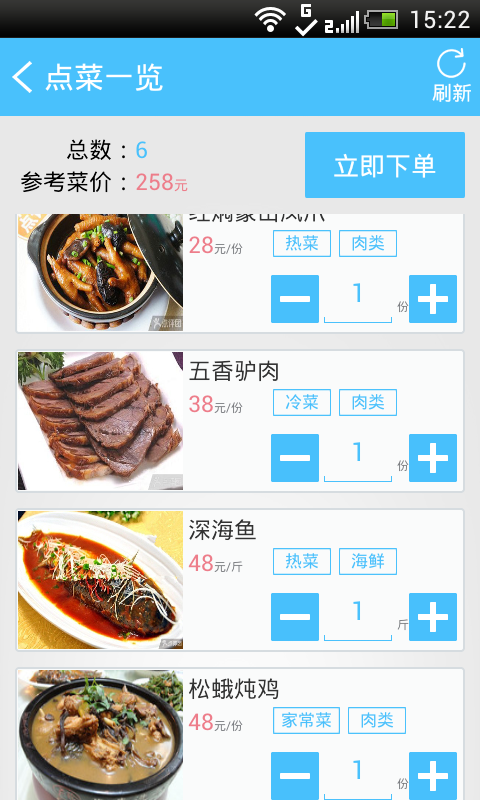 15:22
点菜一览
刷新
总数：6
参考菜价：258元
立即下单
28元/份
热菜
肉类
1
份
五香驴肉
38元/份
冷菜
肉类
1
份
深海鱼
48元/斤
热菜
海鲜
1
斤
松蛾炖鸡
48元/份
家常菜
肉类
1
份